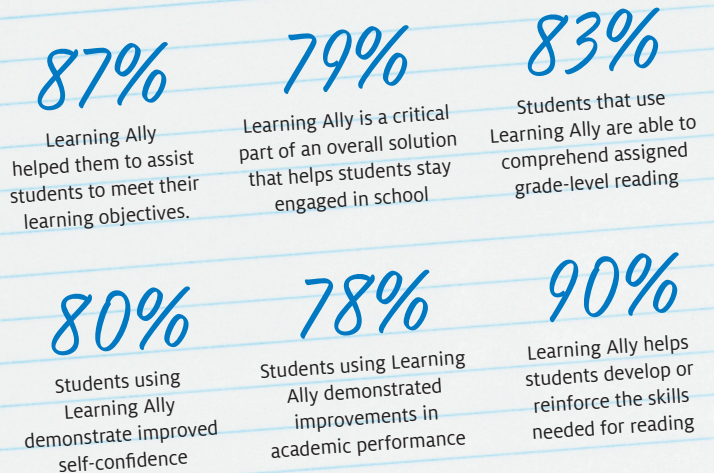 87%
Learning Ally
helped them to assist
students to meet their
learning objectives.
79%
Learning Ally is a critical
part of an overall solution
that helps students stay
engaged in school
83%
Students that use
Learning Ally are able to
comprehend assigned
grade-level reading
80%
Students using
Learning Ally
demonstrate improved
self-confidence
78%
Students using Learning
Ally demonstrated
improvements in
academic performance
90%
Learning Ally helps
students develop or
reinforce the skills
needed for reading